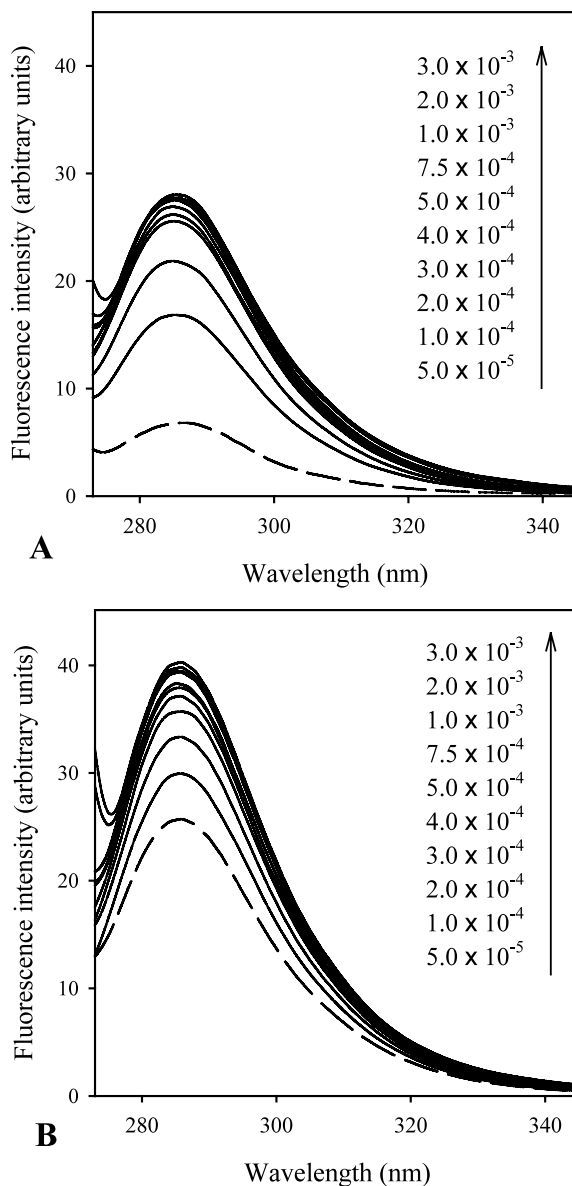 Fluorescence intensity (arbitrary units)
40
30
20
10
0
3.0 x 10⁻³
2.0 x 10⁻³
1.0 x 10⁻³
7.5 x 10⁻⁴
5.0 x 10⁻⁴
4.0 x 10⁻⁴
3.0 x 10⁻⁴
2.0 x 10⁻⁴
1.0 x 10⁻⁴
5.0 x 10⁻⁵
280 300 320 340
A
Wavelength (nm)
Fluorescence intensity (arbitrary units)
40
30
20
10
0
3.0 x 10⁻³
2.0 x 10⁻³
1.0 x 10⁻³
7.5 x 10⁻⁴
5.0 x 10⁻⁴
4.0 x 10⁻⁴
3.0 x 10⁻⁴
2.0 x 10⁻⁴
1.0 x 10⁻⁴
5.0 x 10⁻⁵
280 300 320 340
B
Wavelength (nm)